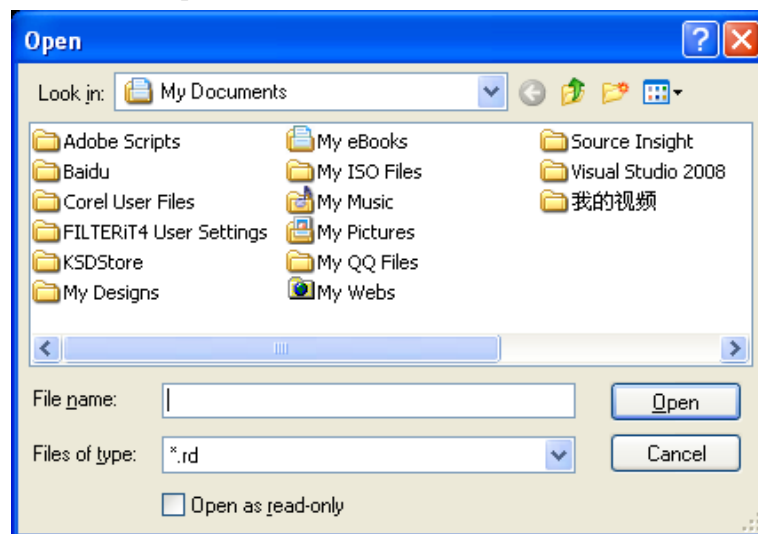 Open
Look in: My Documents
Adobe Scripts
Baidu
Corel User Files
FILTERiT4 User Settings
KSDStore
My Designs
My eBooks
My ISO Files
My Music
My Pictures
My QQ Files
My Webs
Source Insight
Visual Studio 2008
我的视频
File name:
Open
Files of type: *.rd
Cancel
Open as read-only